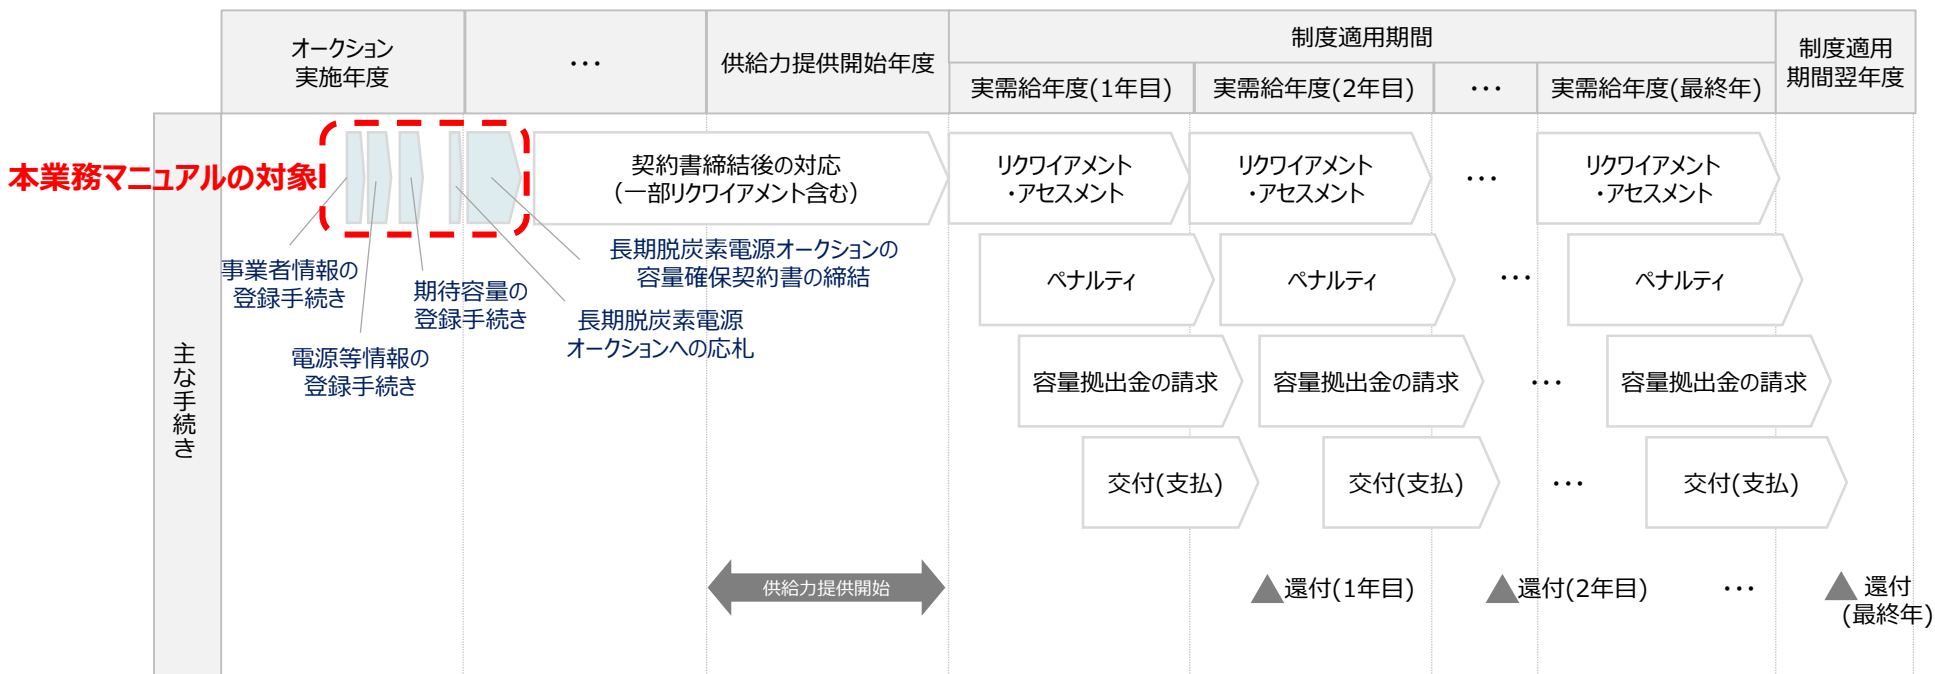 オークション
実施年度
・・・
供給力提供開始年度
制度適用期間
実需給年度(1年目)
実需給年度(2年目)
・・・
実需給年度(最終年)
制度適用
期間翌年度
主な手続き
本業務マニュアルの対象
契約書締結後の対応
（一部リクワイアメント含む）
リクワイアメント
・アセスメント
リクワイアメント
・アセスメント
・・・
リクワイアメント
・アセスメント
事業者情報の
登録手続き
電源等情報の
登録手続き
期待容量の
登録手続き
長期脱炭素電源
オークションへの応札
長期脱炭素電源オークションの
容量確保契約書の締結
ペナルティ
ペナルティ
・・・
ペナルティ
容量拠出金の請求
容量拠出金の請求
・・・
容量拠出金の請求
交付(支払)
交付(支払)
・・・
交付(支払)
供給力提供開始
還付(1年目)
還付(2年目)
・・・
還付
(最終年)